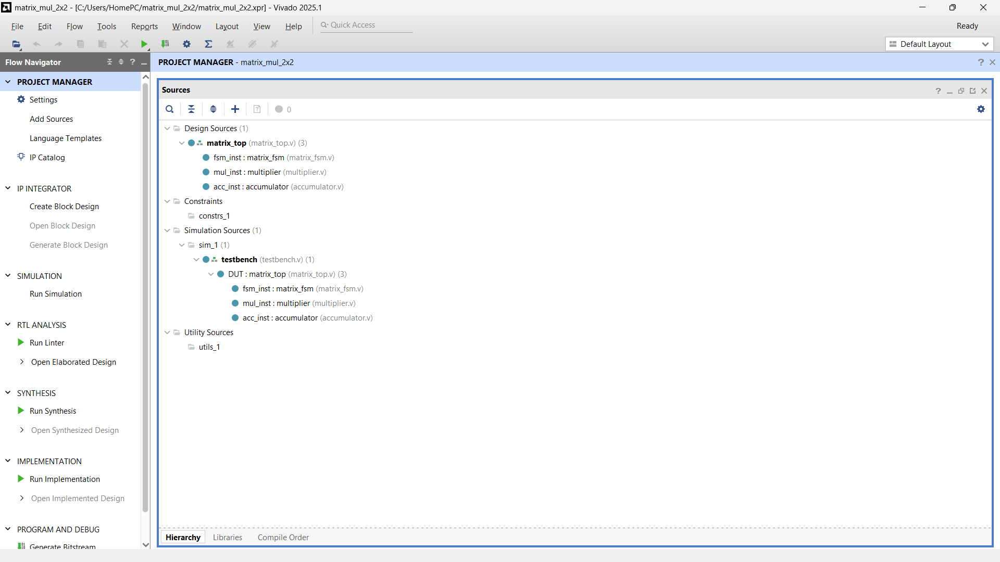 matrix_mul_2x2 - [C:/Users/HomePC/matrix_mul_2x2/matrix_mul_2x2.xpr] - Vivado 2025.1
File Edit Flow Tools Reports Window Layout View Help Quick Access Ready
Default Layout
Flow Navigator ?
PROJECT MANAGER - matrix_mul_2x2 ?
PROJECT MANAGER
Settings
Add Sources
Language Templates
IP Catalog
IP INTEGRATOR
Create Block Design
Open Block Design
Generate Block Design
SIMULATION
Run Simulation
RTL ANALYSIS
Run Linter
Open Elaborated Design
SYNTHESIS
Run Synthesis
Open Synthesized Design
IMPLEMENTATION
Run Implementation
Open Implemented Design
PROGRAM AND DEBUG
Generate Bitstream
Sources ?
0
Design Sources (1)
matrix_top (matrix_top.v) (3)
fsm_inst : matrix_fsm (matrix_fsm.v)
mul_inst : multiplier (multiplier.v)
acc_inst : accumulator (accumulator.v)
Constraints
constrs_1
Simulation Sources (1)
sim_1 (1)
testbench (testbench.v) (1)
DUT : matrix_top (matrix_top.v) (3)
fsm_inst : matrix_fsm (matrix_fsm.v)
mul_inst : multiplier (multiplier.v)
acc_inst : accumulator (accumulator.v)
Utility Sources
utils_1
Hierarchy Libraries Compile Order